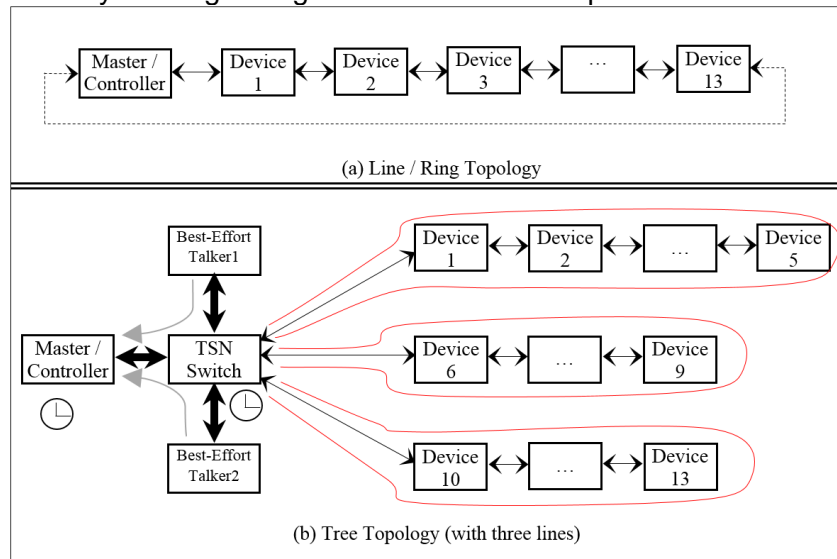 Master /
Controller
Device
1
Device
2
Device
3
...
Device
13
(a) Line / Ring Topology
Best-Effort
Talker1
Device
1
Device
2
...
Device
5
Master /
Controller
TSN
Switch
Device
6
...
Device
9
Best-Effort
Talker2
Device
10
...
Device
13
(b) Tree Topology (with three lines)